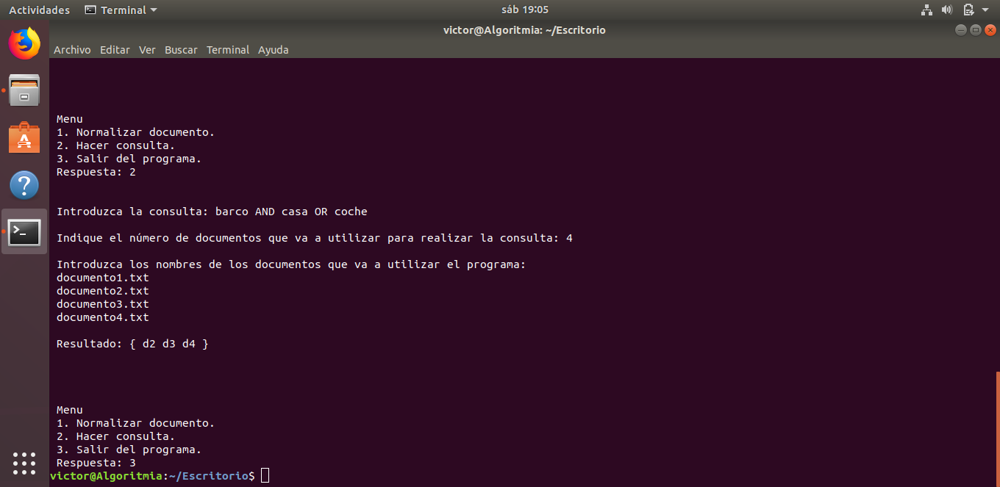 Actividades Terminal sáb 19:05
victor@Algoritmia: ~/Escritorio
Archivo Editar Ver Buscar Terminal Ayuda
Menu
1. Normalizar documento.
2. Hacer consulta.
3. Salir del programa.
Respuesta: 2
Introduzca la consulta: barco AND casa OR coche
Indique el número de documentos que va a utilizar para realizar la consulta: 4
Introduzca los nombres de los documentos que va a utilizar el programa:
documento1.txt
documento2.txt
documento3.txt
documento4.txt
Resultado: { d2 d3 d4 }
Menu
1. Normalizar documento.
2. Hacer consulta.
3. Salir del programa.
Respuesta: 3
victor@Algoritmia:~/Escritorio$